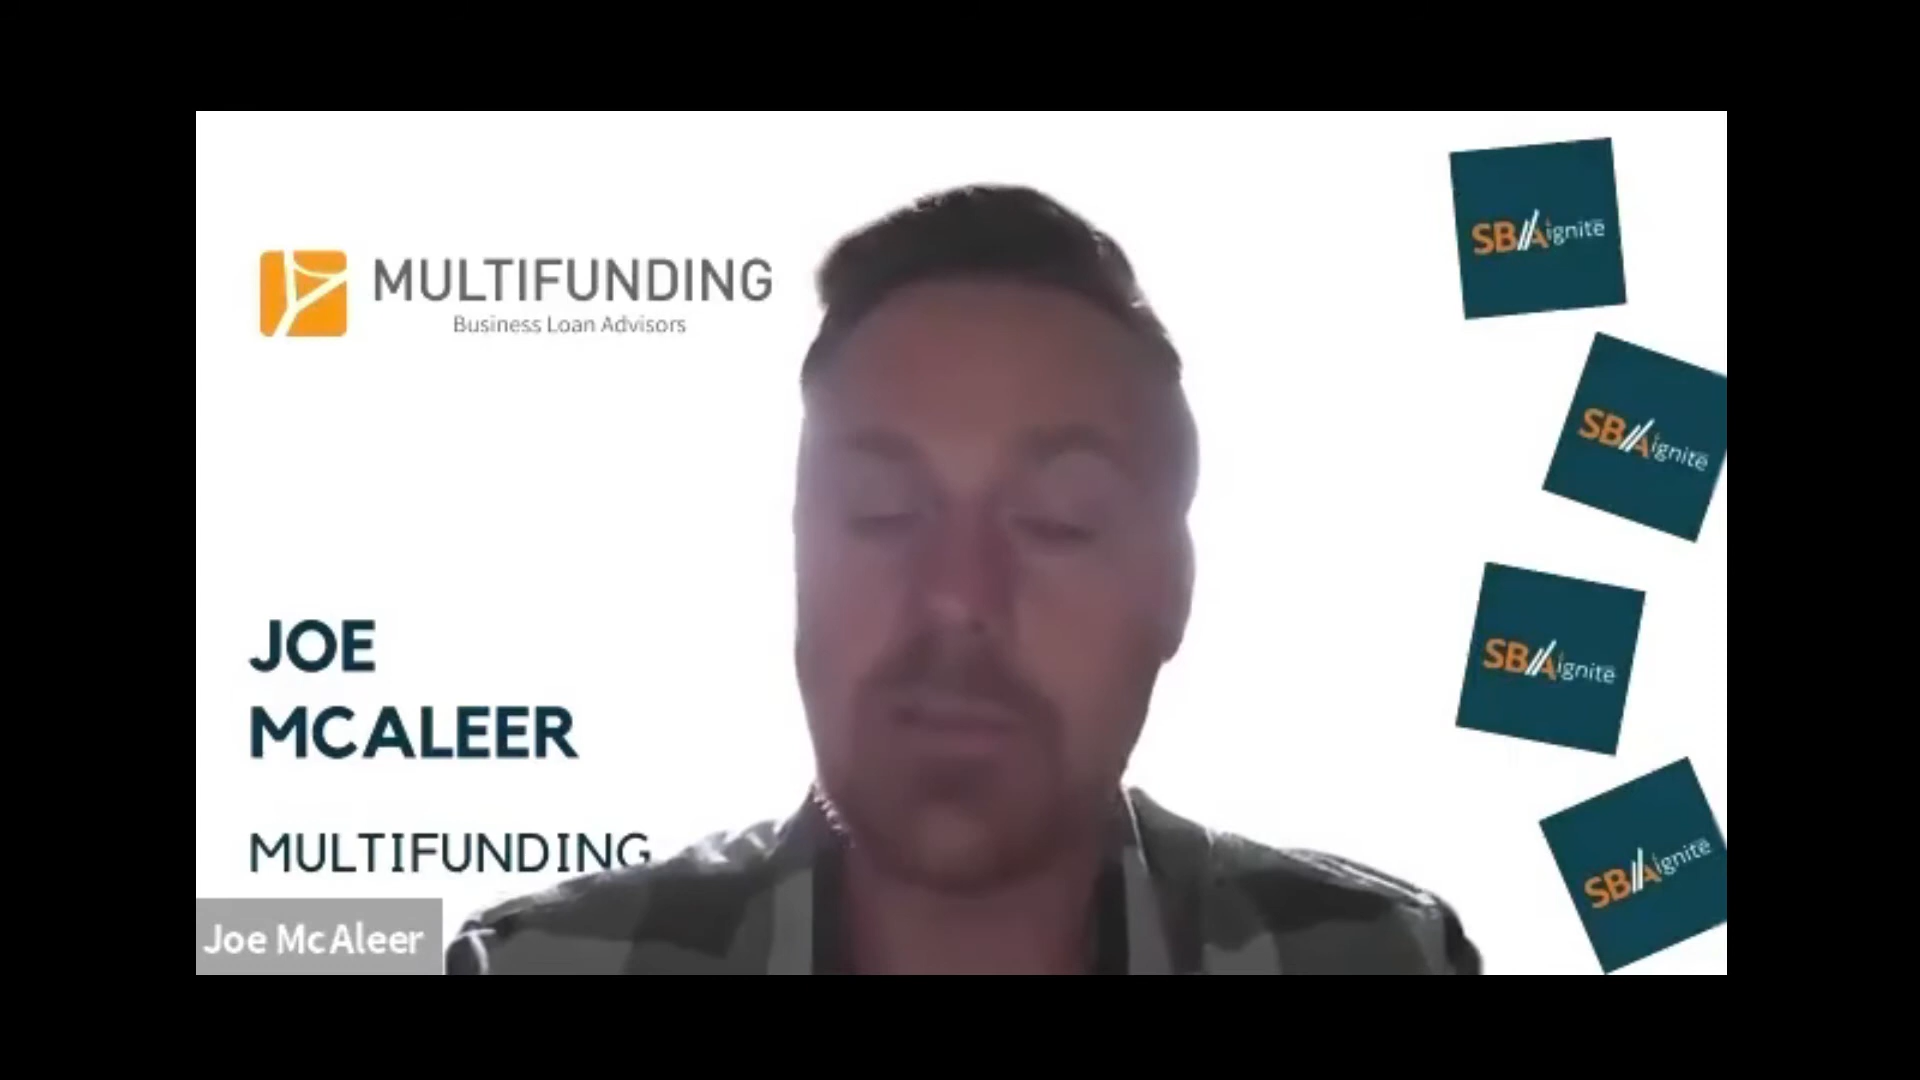 MULTIFUNDING
Business Loan Advisors
JOE
MCALEER
MULTIFUNDING
Joe McAleer
SBA ignite
SBA ignite
SBA ignite
SBA ignite